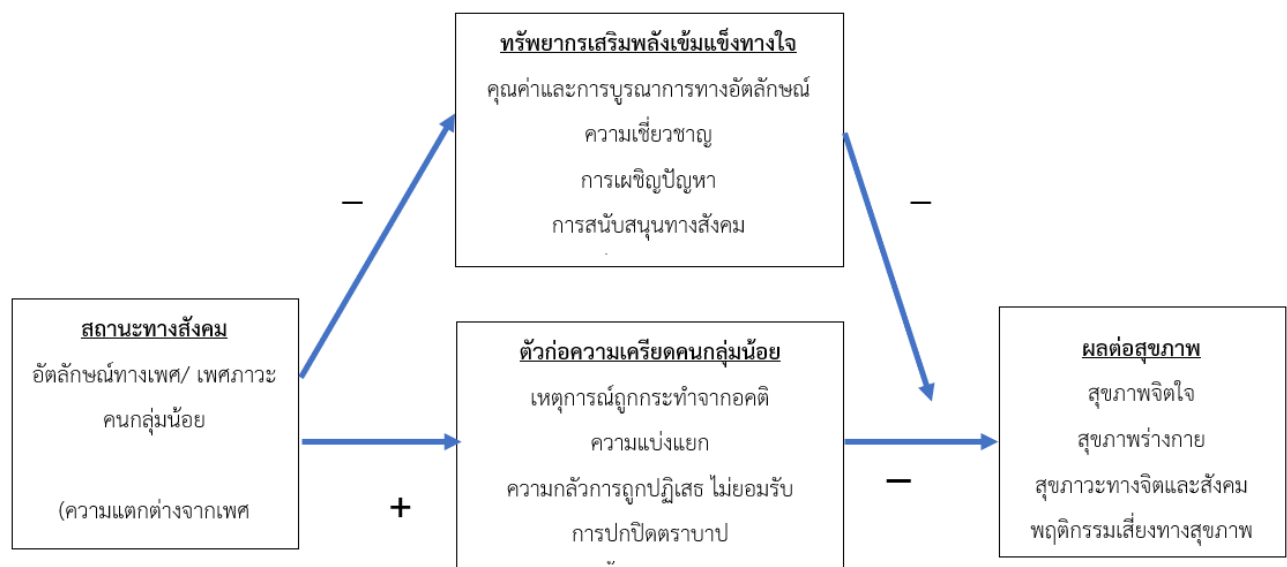 ทรัพยากรเสริมพลังเข้มแข็งทางใจ
คุณค่าและการบูรณาการทางอัตลักษณ์
ความเชี่ยวชาญ
การเผชิญปัญหา
การสนับสนุนทางสังคม
–
–
สถานะทางสังคม
อัตลักษณ์ทางเพศ/ เพศภาวะ
คนกลุ่มน้อย
(ความแตกต่างจากเพศ
+
ตัวก่อความเครียดคนกลุ่มน้อย
เหตุการณ์ถูกกระทำจากอคติ
ความแบ่งแยก
ความกลัวการถูกปฏิเสธ ไม่ยอมรับ
การปกปิดตราบาป
–
ผลต่อสุขภาพ
สุขภาพจิตใจ
สุขภาพร่างกาย
สุขภาวะทางจิตและสังคม
พฤติกรรมเสี่ยงทางสุขภาพ